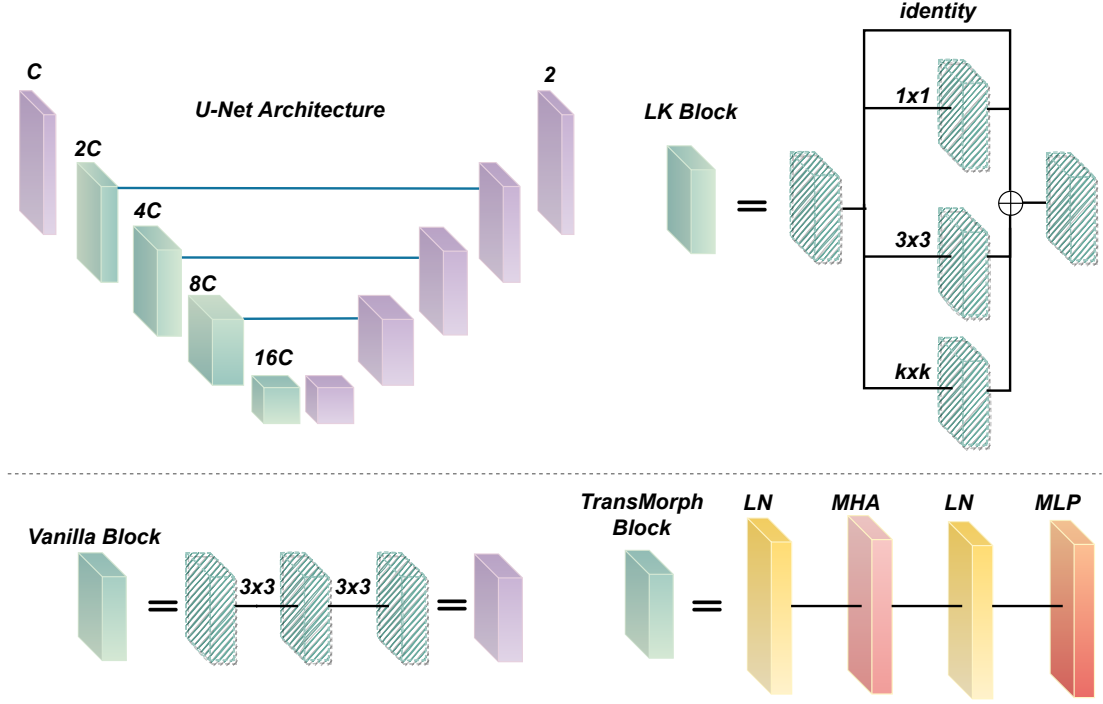 identity
C
2
U-Net Architecture
LK Block
1x1
2C
4C
3x3
8C
16C
kxk
=
TransMorph
Block
LN
MHA
LN
MLP
Vanilla Block
3x3
3x3
=
=
=